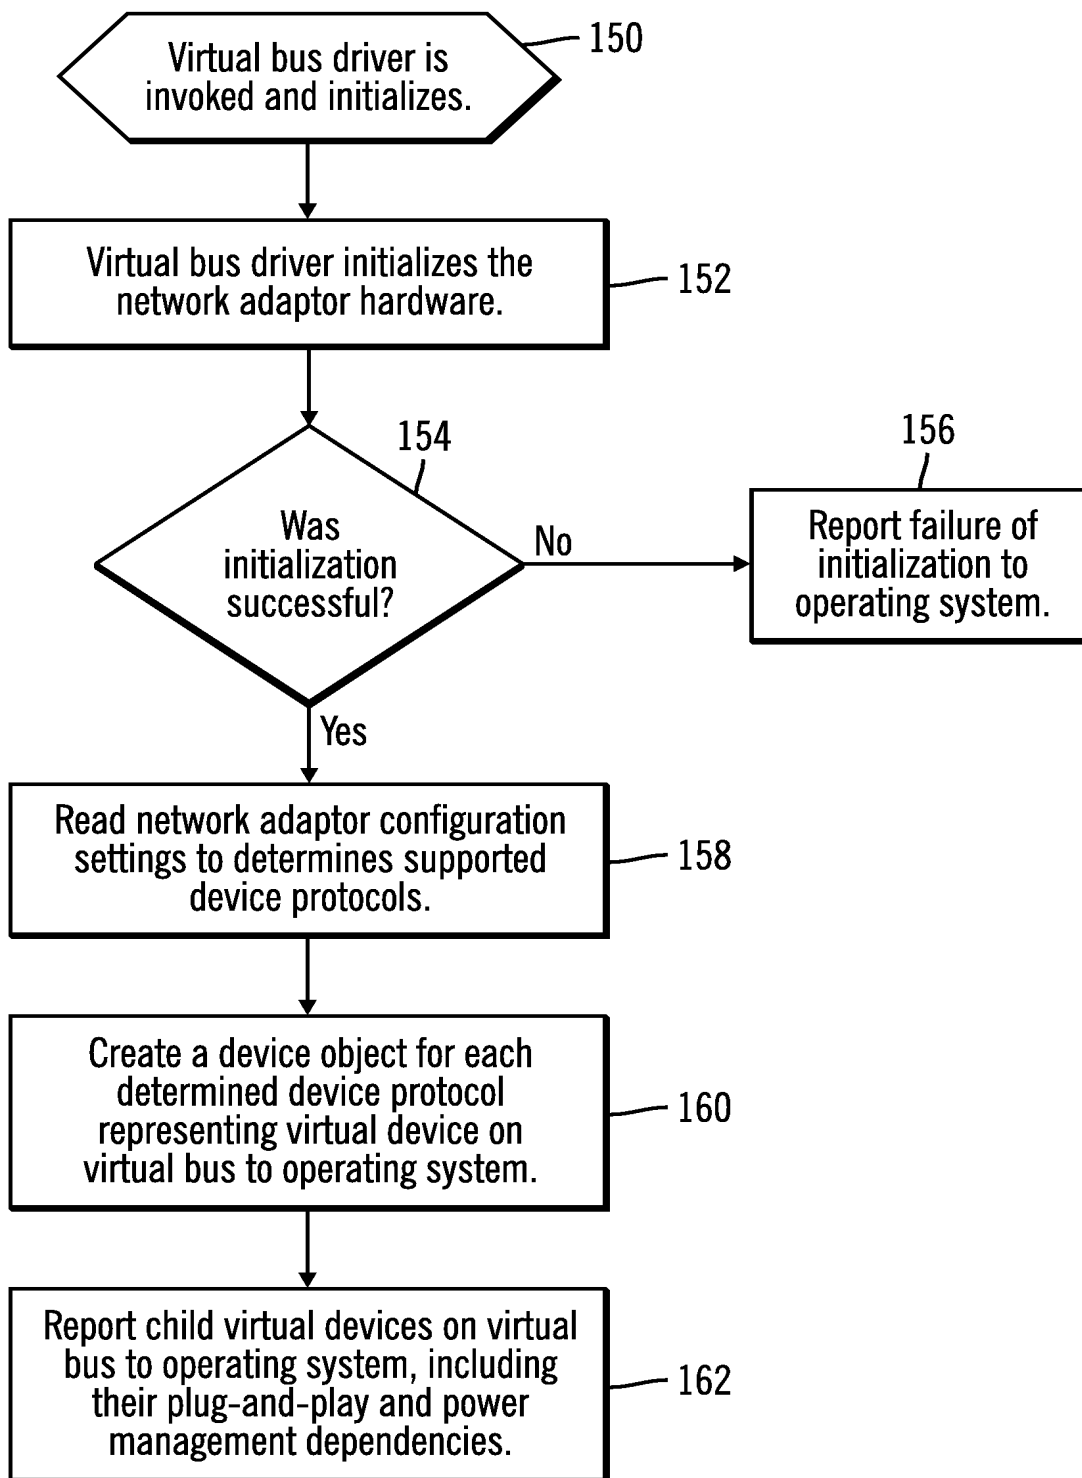 Virtual bus driver is
invoked and initializes.
150
Virtual bus driver initializes the
network adaptor hardware.
152
154
Was
initialization
successful?
No
156
Report failure of
initialization to
operating system.
Yes
Read network adaptor configuration
settings to determines supported
device protocols.
158
Create a device object for each
determined device protocol
representing virtual device on
virtual bus to operating system.
160
Report child virtual devices on virtual
bus to operating system, including
their plug-and-play and power
management dependencies.
162